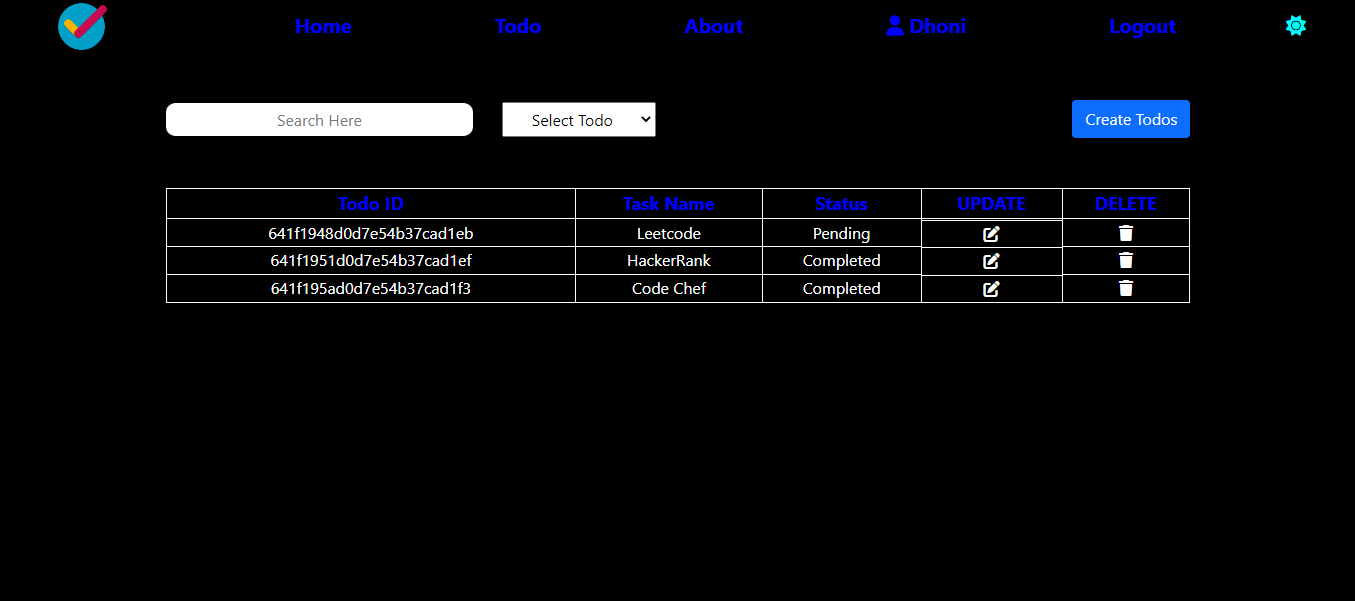 Home Todo About Dhoni Logout
Search Here Select Todo Create Todos
Todo ID Task Name Status UPDATE DELETE
641f1948d0d7e54b37cad1eb Leetcode Pending
641f1951d0d7e54b37cad1ef HackerRank Completed
641f195ad0d7e54b37cad1f3 Code Chef Completed